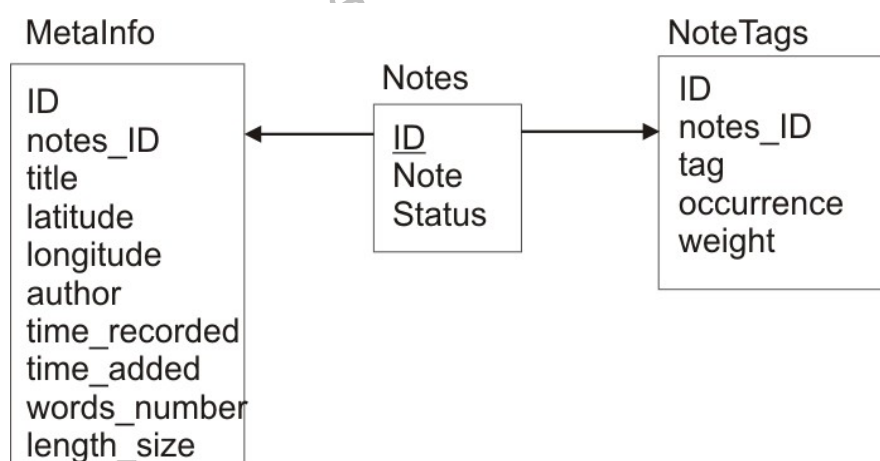 MetaInfo
ID
notes_ID
title
latitude
longitude
author
time_recorded
time_added
words_number
length_size
Notes
ID
Note
Status
NoteTags
ID
notes_ID
tag
occurrence
weight